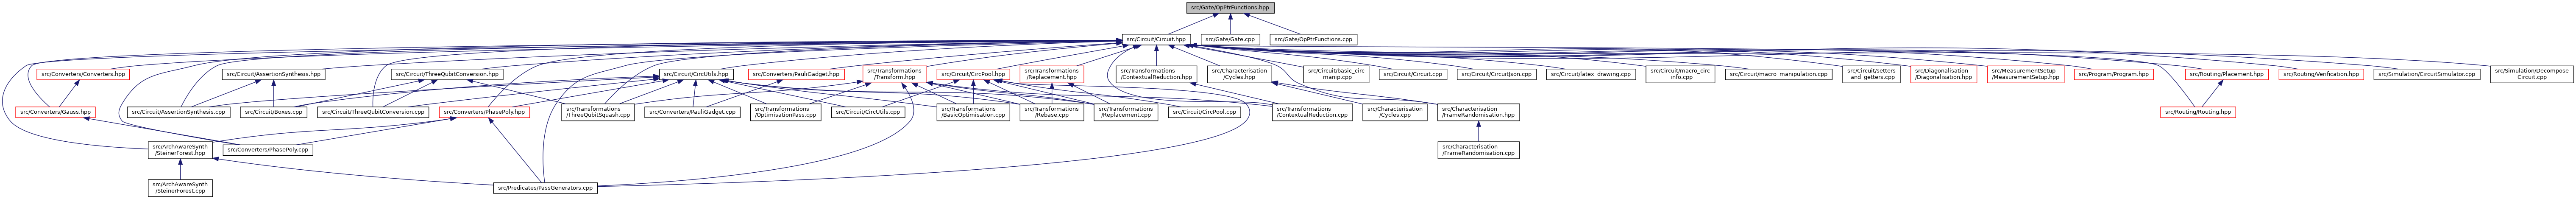 src/Gate/OpPtrFunctions.hpp
src/Circuit/Circuit.hpp
src/Gate/Gate.cpp
src/Gate/OpPtrFunctions.cpp
src/Converters/Converters.hpp
src/Circuit/AssertionSynthesis.hpp
src/Circuit/ThreeQubitConversion.hpp
src/Circuit/CircUtils.hpp
src/Converters/PauliGadget.hpp
src/Transformations
/Transform.hpp
src/Circuit/CircPool.hpp
src/Transformations
/Replacement.hpp
src/Transformations
/ContextualReduction.hpp
src/Characterisation
/Cycles.hpp
src/Circuit/basic_circ
_manip.cpp
src/Circuit/Circuit.cpp
src/Circuit/CircuitJson.cpp
src/Circuit/latex_drawing.cpp
src/Circuit/macro_circ
_info.cpp
src/Circuit/macro_manipulation.cpp
src/Circuit/setters
_and_getters.cpp
src/Diagonalisation
/Diagonalisation.hpp
src/MeasurementSetup
/MeasurementSetup.hpp
src/Program/Program.hpp
src/Routing/Placement.hpp
src/Routing/Verification.hpp
src/Simulation/CircuitSimulator.cpp
src/Simulation/Decompose
Circuit.cpp
src/Converters/Gauss.hpp
src/Circuit/AssertionSynthesis.cpp
src/Circuit/Boxes.cpp
src/Circuit/ThreeQubitConversion.cpp
src/Converters/PhasePoly.hpp
src/Transformations
/ThreeQubitSquash.cpp
src/Converters/PauliGadget.cpp
src/Transformations
/OptimisationPass.cpp
src/Circuit/CircUtils.cpp
src/Transformations
/BasicOptimisation.cpp
src/Transformations
/Rebase.cpp
src/Transformations
/Replacement.cpp
src/Circuit/CircPool.cpp
src/Transformations
/ContextualReduction.cpp
src/Characterisation
/Cycles.cpp
src/Characterisation
/FrameRandomisation.hpp
src/Routing/Routing.hpp
src/ArchAwareSynth
/SteinerForest.hpp
src/Converters/PhasePoly.cpp
src/Characterisation
/FrameRandomisation.cpp
src/ArchAwareSynth
/SteinerForest.cpp
src/Predicates/PassGenerators.cpp